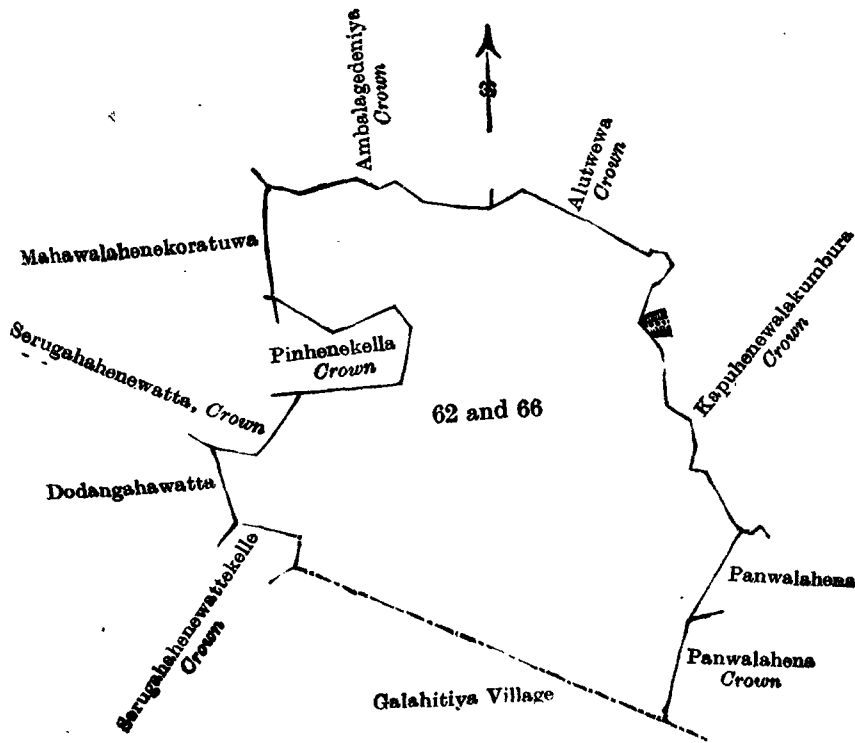 Ambalagedeniya
Crown
Alutwewa
Crown
Mahawalahenekoratuwa
Kapuhenewalakumbura
Crown
Serugahahenewatta, Crown
Pinhenekella
Crown
62 and 66
Dodangahawatta
Serugahahenewattekelle
Crown
Panwalahena
Panwalahena
Crown
Galahitiya Village